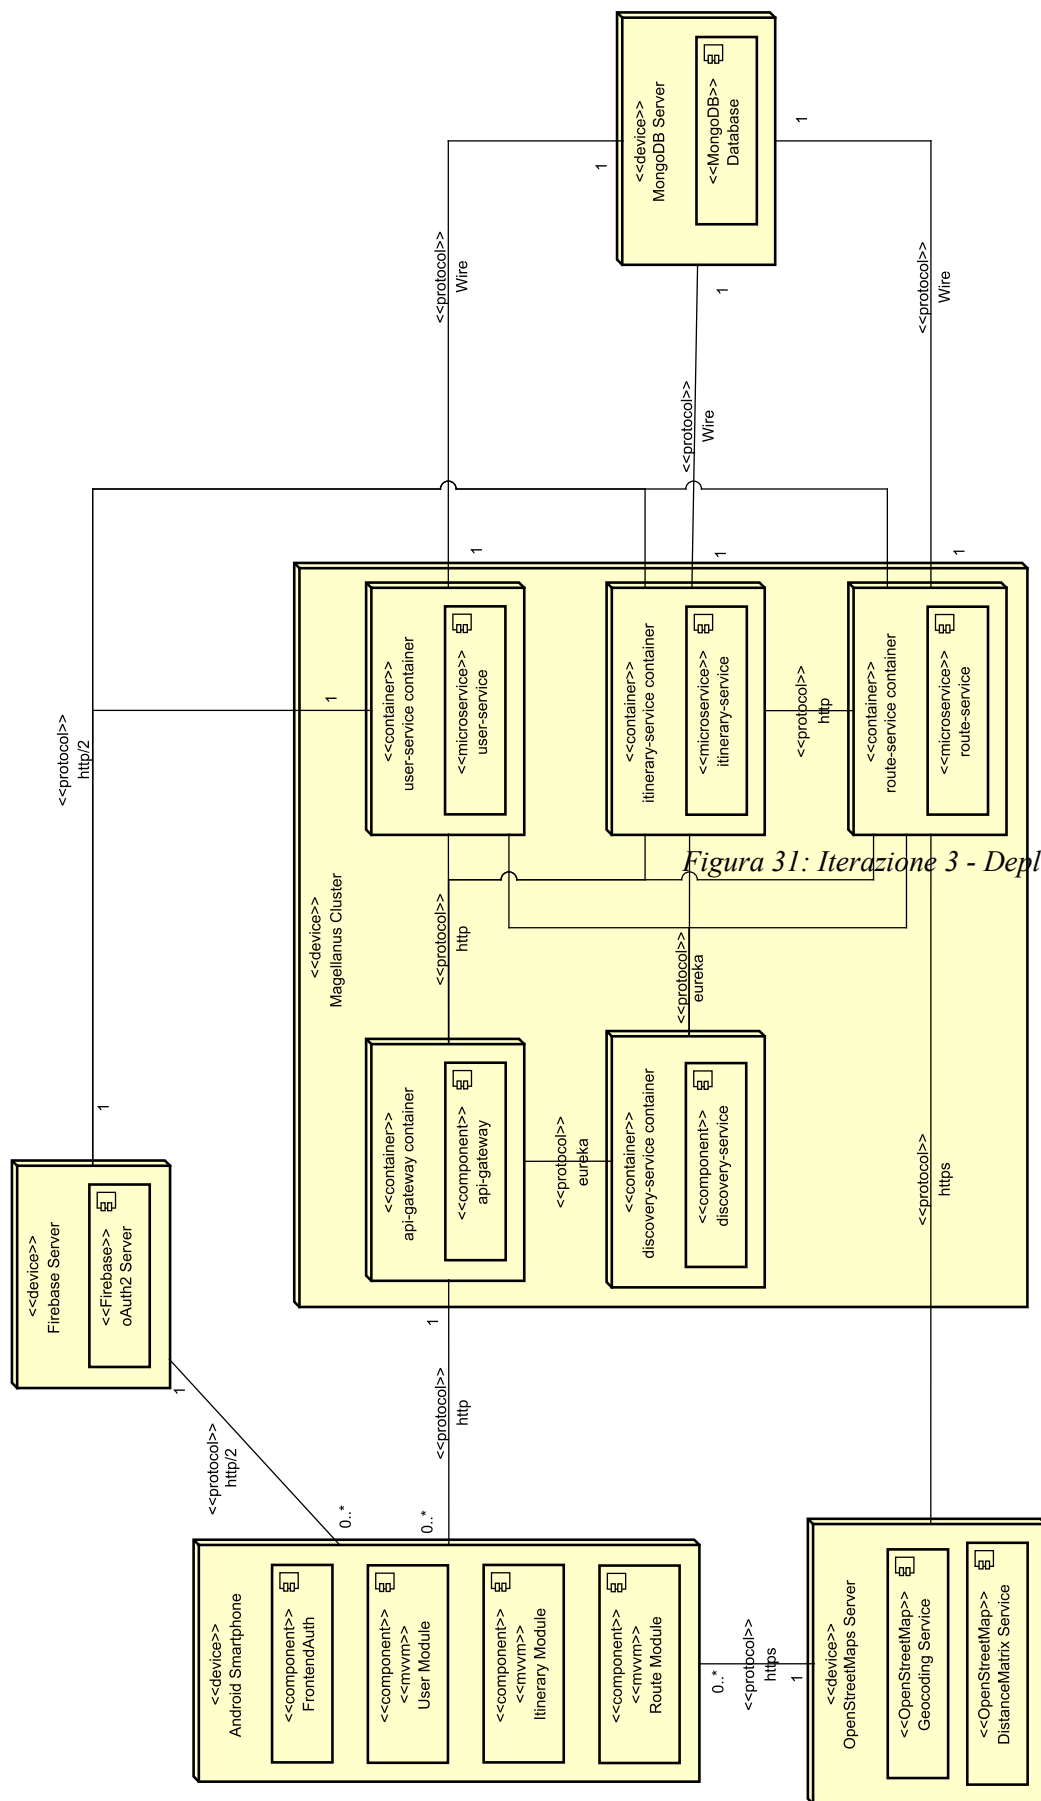 <<device>>
Android Smartphone
<<component>>
FrontendAuth
<<component>>
<<mvvm>>
User Module
<<component>>
<<mvvm>>
Itinerary Module
<<component>>
<<mvvm>>
Route Module
0..*
0..*
0..*
<<protocol>>
http/2
<<protocol>>
http
<<protocol>>
https
1
1
1
<<device>>
OpenStreetMaps Server
<<OpenStreetMap>>
Geocoding Service
<<OpenStreetMap>>
DistanceMatrix Service
<<device>>
Firebase Server
<<Firebase>>
oAuth2 Server
1
<<protocol>>
http/2
1
<<device>>
Magellanus Cluster
<<container>>
api-gateway container
<<component>>
api-gateway
<<protocol>>
eureka
<<container>>
discovery-service container
<<component>>
discovery-service
<<protocol>>
http
<<protocol>>
eureka
<<protocol>>
https
<<container>>
user-service container
<<microservice>>
user-service
<<container>>
itinerary-service container
<<microservice>>
itinerary-service
<<protocol>>
http
<<container>>
route-service container
<<microservice>>
route-service
1
1
1
<<protocol>>
Wire
<<protocol>>
Wire
<<protocol>>
Wire
1
1
1
<<device>>
MongoDB Server
<<MongoDB>>
Database
Figura 31: Iterazione 3 - Depl